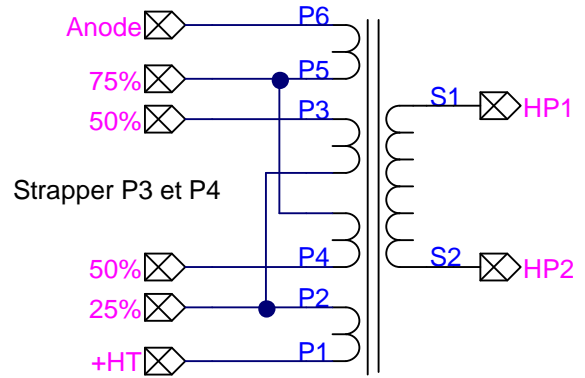 Anode P6
75% P5
50% P3
S1 HP1
Strapper P3 et P4
50% P4
S2 HP2
25% P2
+HT P1